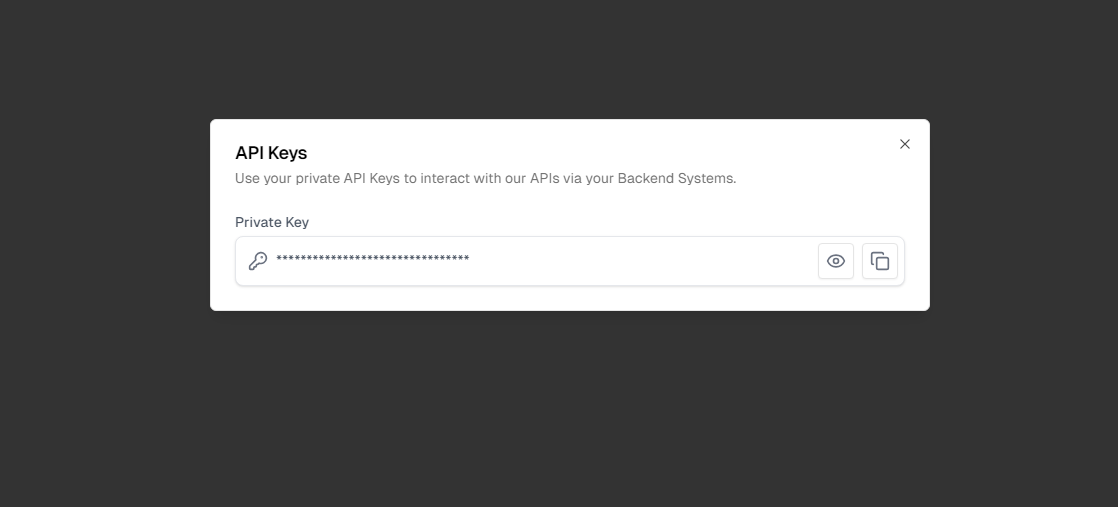 API Keys
Use your private API Keys to interact with our APIs via your Backend Systems.
Private Key
********************************